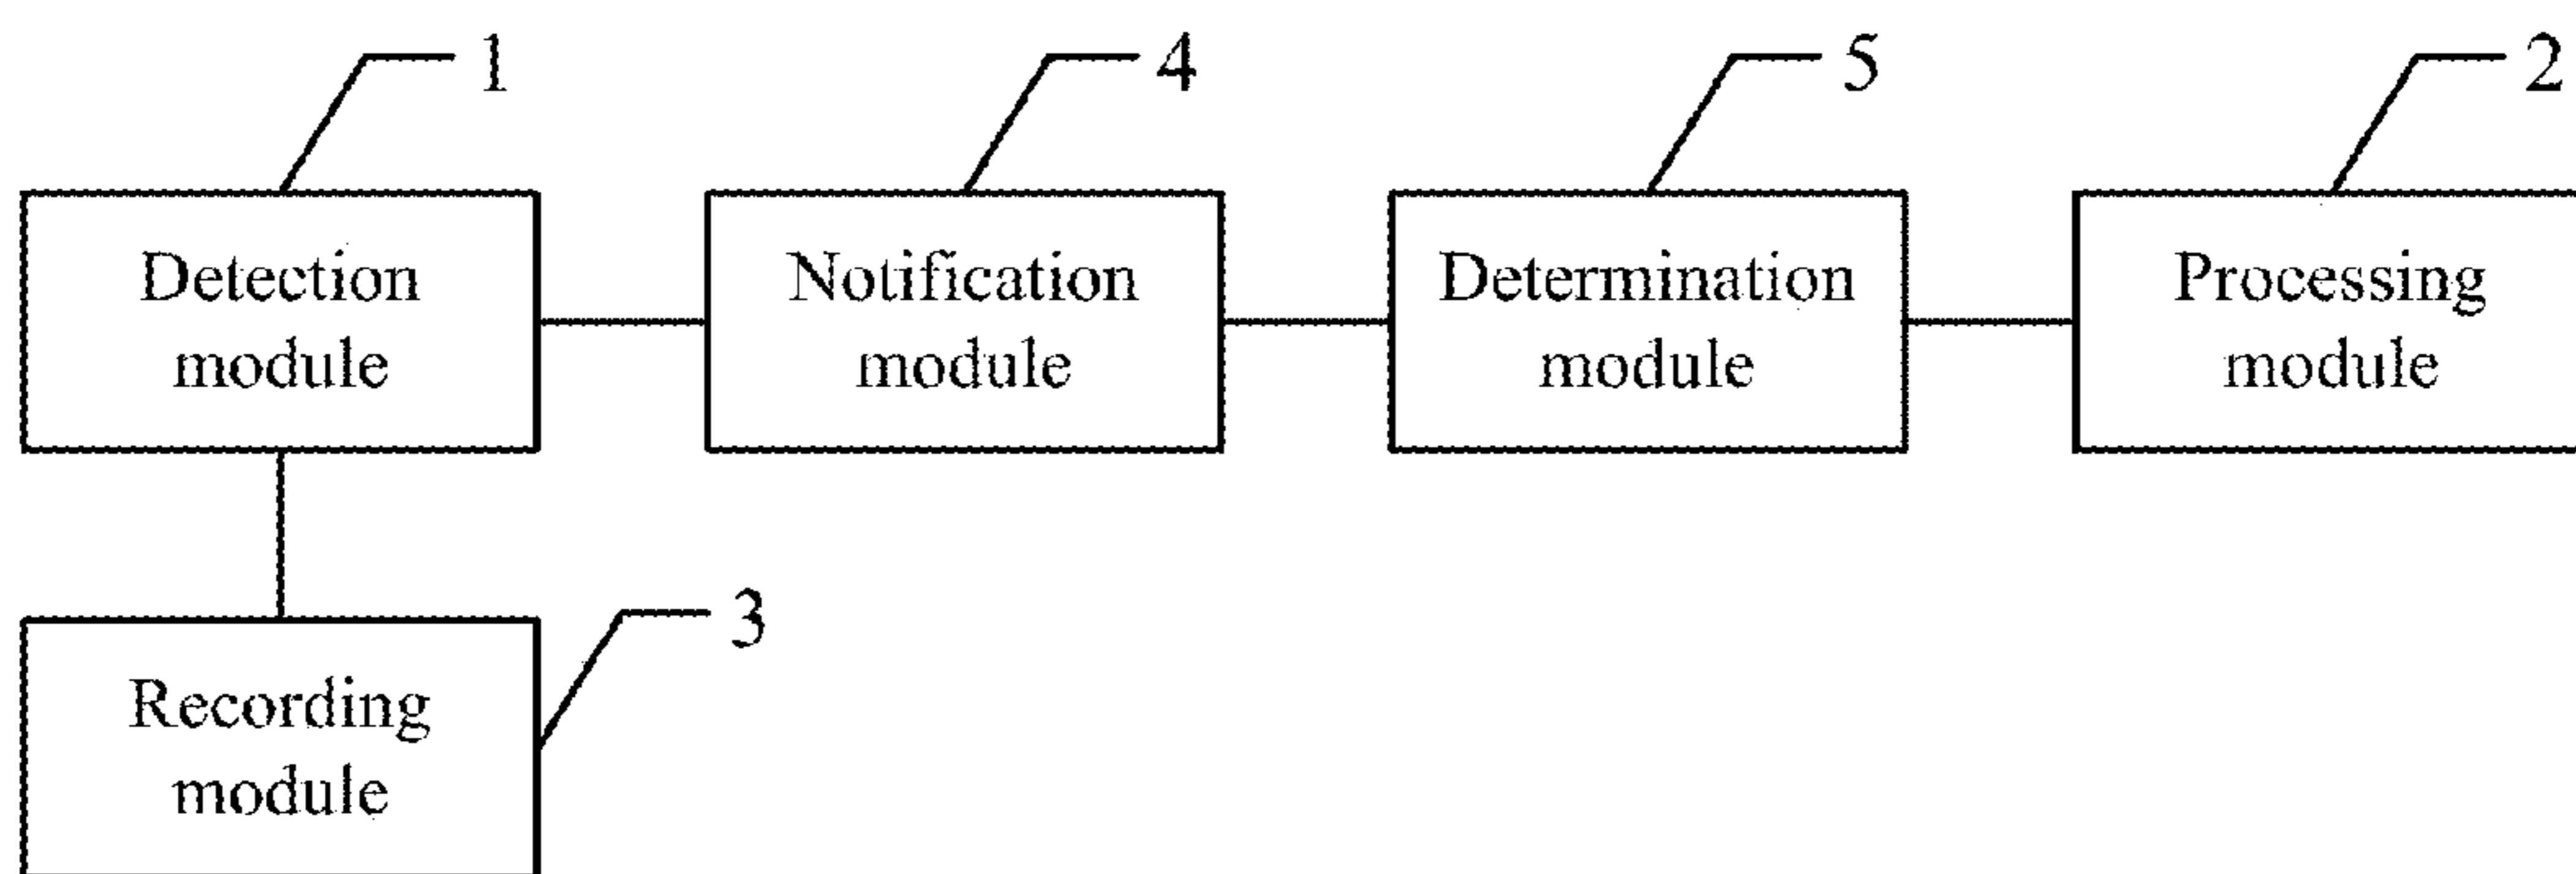 1
4
5
2
Detection
module
Notification
module
Determination
module
Processing
module
3
Recording
module